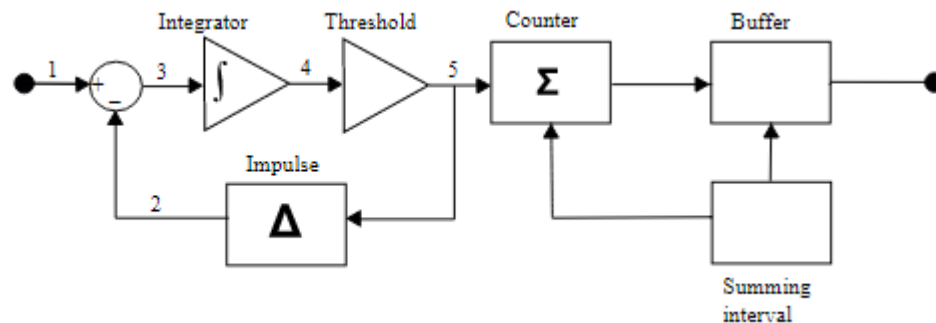 Integrator
Threshold
Counter
Buffer
1
+
−
3
∫
4
5
Σ
Impulse
2
Δ
Summing
interval